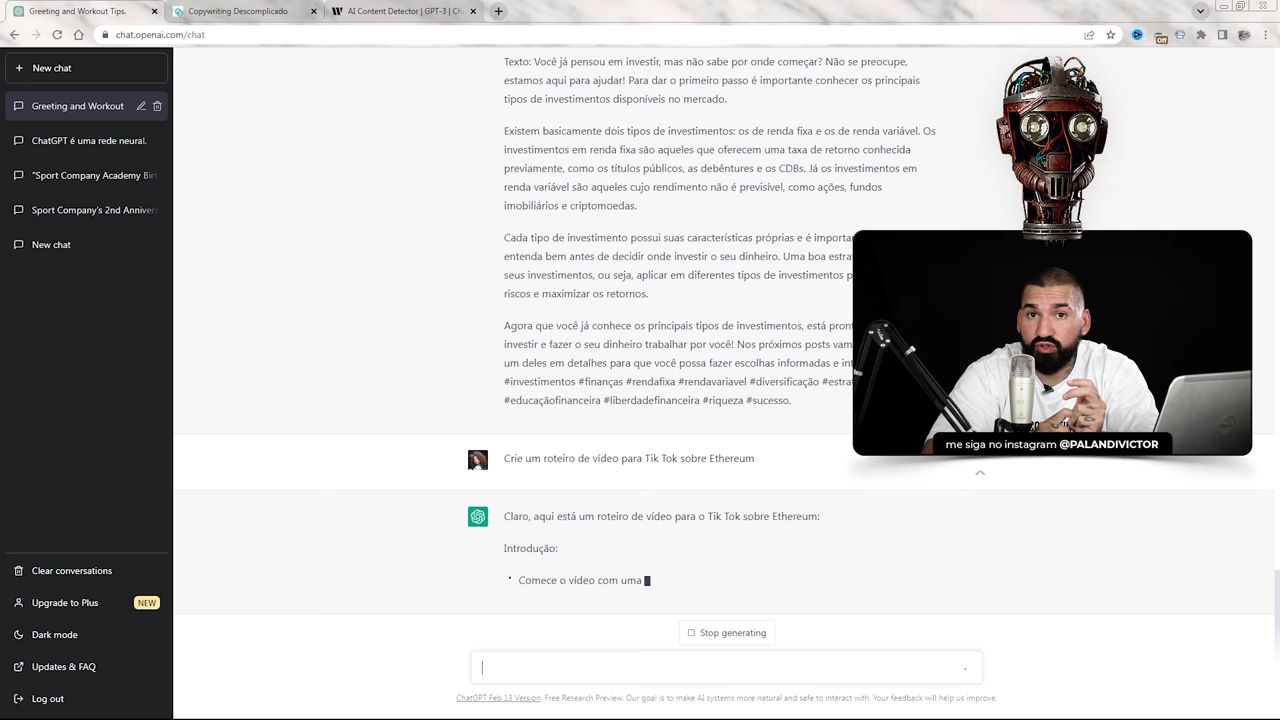 Greeting and Workout Tips.
Copywriting Descomplicado
AI Content Detector | GPT-3 | Ch
chat.openai.com/chat
Off
New chat
Greeting and Workout
ChatGPT é uma rede neural.
"Sport Company Academy Birt
Sport Company's 2nd Annivers
New chat
Clear conversations
Upgrade to Plus
NEW
Dark mode
Updates & FAQ
Log out
Texto: Você já pensou em investir, mas não sabe por onde começar? Não se preocupe,
estamos aqui para ajudar! Para dar o primeiro passo é importante conhecer os principais
tipos de investimentos disponíveis no mercado.
Existem basicamente dois tipos de investimentos: os de renda fixa e os de renda variável. Os
investimentos em renda fixa são aqueles que oferecem uma taxa de retorno conhecida
previamente, como os títulos públicos, as debêntures e os CDBs. Já os investimentos em
renda variável são aqueles cujo rendimento não é previsível, como ações, fundos
imobiliários e criptomoedas.
Cada tipo de investimento possui suas características próprias e é importa
entenda bem antes de decidir onde investir o seu dinheiro. Uma boa estra
seus investimentos, ou seja, aplicar em diferentes tipos de investimentos p
riscos e maximizar os retornos.
Agora que você já conhece os principais tipos de investimentos, está pron
investir e fazer o seu dinheiro trabalhar por você! Nos próximos posts vam
um deles em detalhes para que você possa fazer escolhas informadas e in
#investimentos #finanças #rendafixa #rendavariavel #diversificação #estra
#educaçãofinanceira #liberdadefinanceira #riqueza #sucesso.
me siga no instagram @PALANDIVICTOR
Crie um roteiro de vídeo para Tik Tok sobre Ethereum
Claro, aqui está um roteiro de vídeo para o Tik Tok sobre Ethereum:
Introdução:
• Comece o vídeo com uma
Stop generating
ChatGPT Feb 13 Version. Free Research Preview. Our goal is to make AI systems more natural and safe to interact with. Your feedback will help us improve.